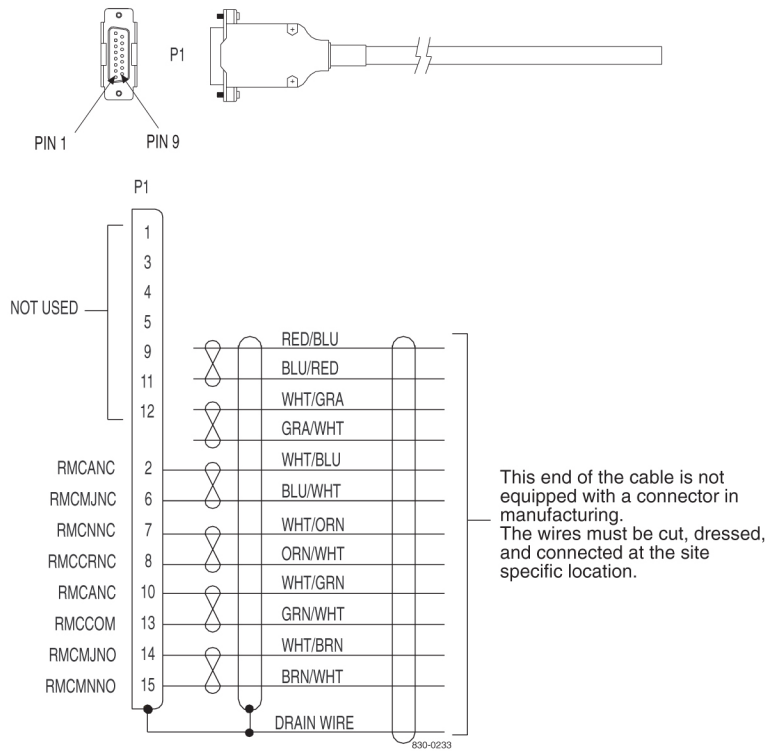 P1
PIN 1
PIN 9
P1
1
3
4
NOT USED
5
9
11
12
RED/BLU
BLU/RED
WHT/GRA
GRA/WHT
RMCANC 2 WHT/BLU
RMCMJNC 6 BLU/WHT
RMCNNC 7 WHT/ORN
RMCCRNC 8 ORN/WHT
RMCANC 10 WHT/GRN
RMCCOM 13 GRN/WHT
RMCMJNO 14 WHT/BRN
RMCMNNO 15 BRN/WHT
DRAIN WIRE
This end of the cable is not
equipped with a connector in
manufacturing.
The wires must be cut, dressed,
and connected at the site
specific location.
830-0233